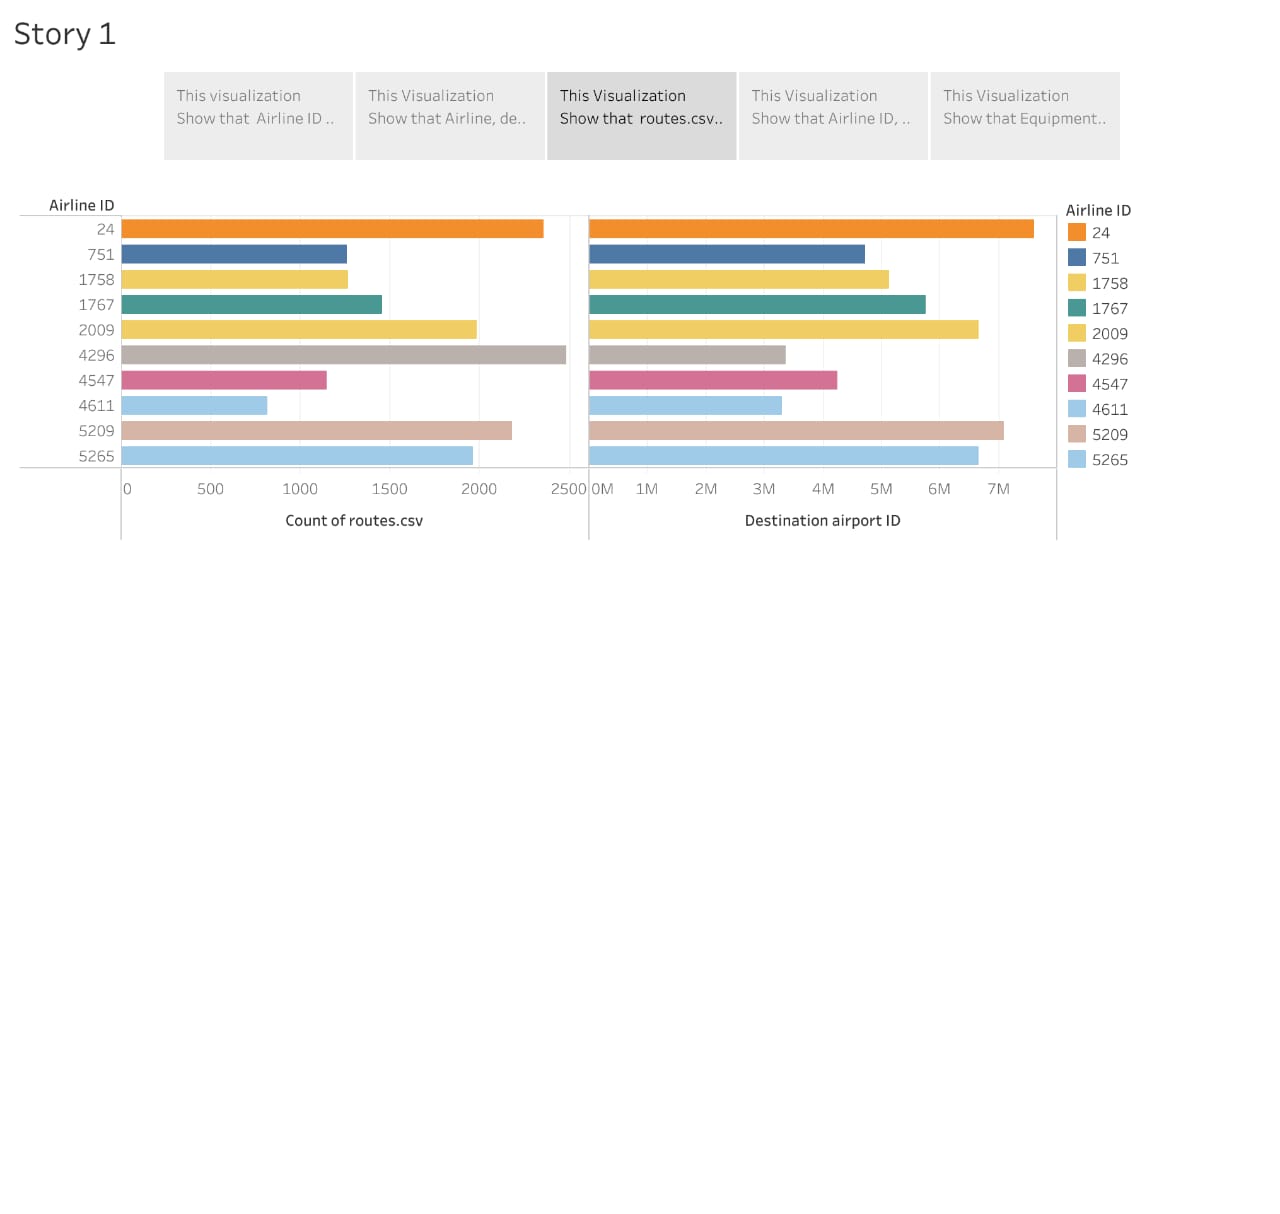 Story 1
This visualization
Show that  Airline ID ..
This Visualization
Show that Airline, de..
This Visualization
Show that  routes.csv..
This Visualization
Show that Airline ID, ..
This Visualization
Show that Equipment..
Airline ID
24
751
1758
1767
2009
4296
4547
4611
5209
5265
0 500 1000 1500 2000 2500
Count of routes.csv
0M 1M 2M 3M 4M 5M 6M 7M
Destination airport ID
Airline ID
24
751
1758
1767
2009
4296
4547
4611
5209
5265